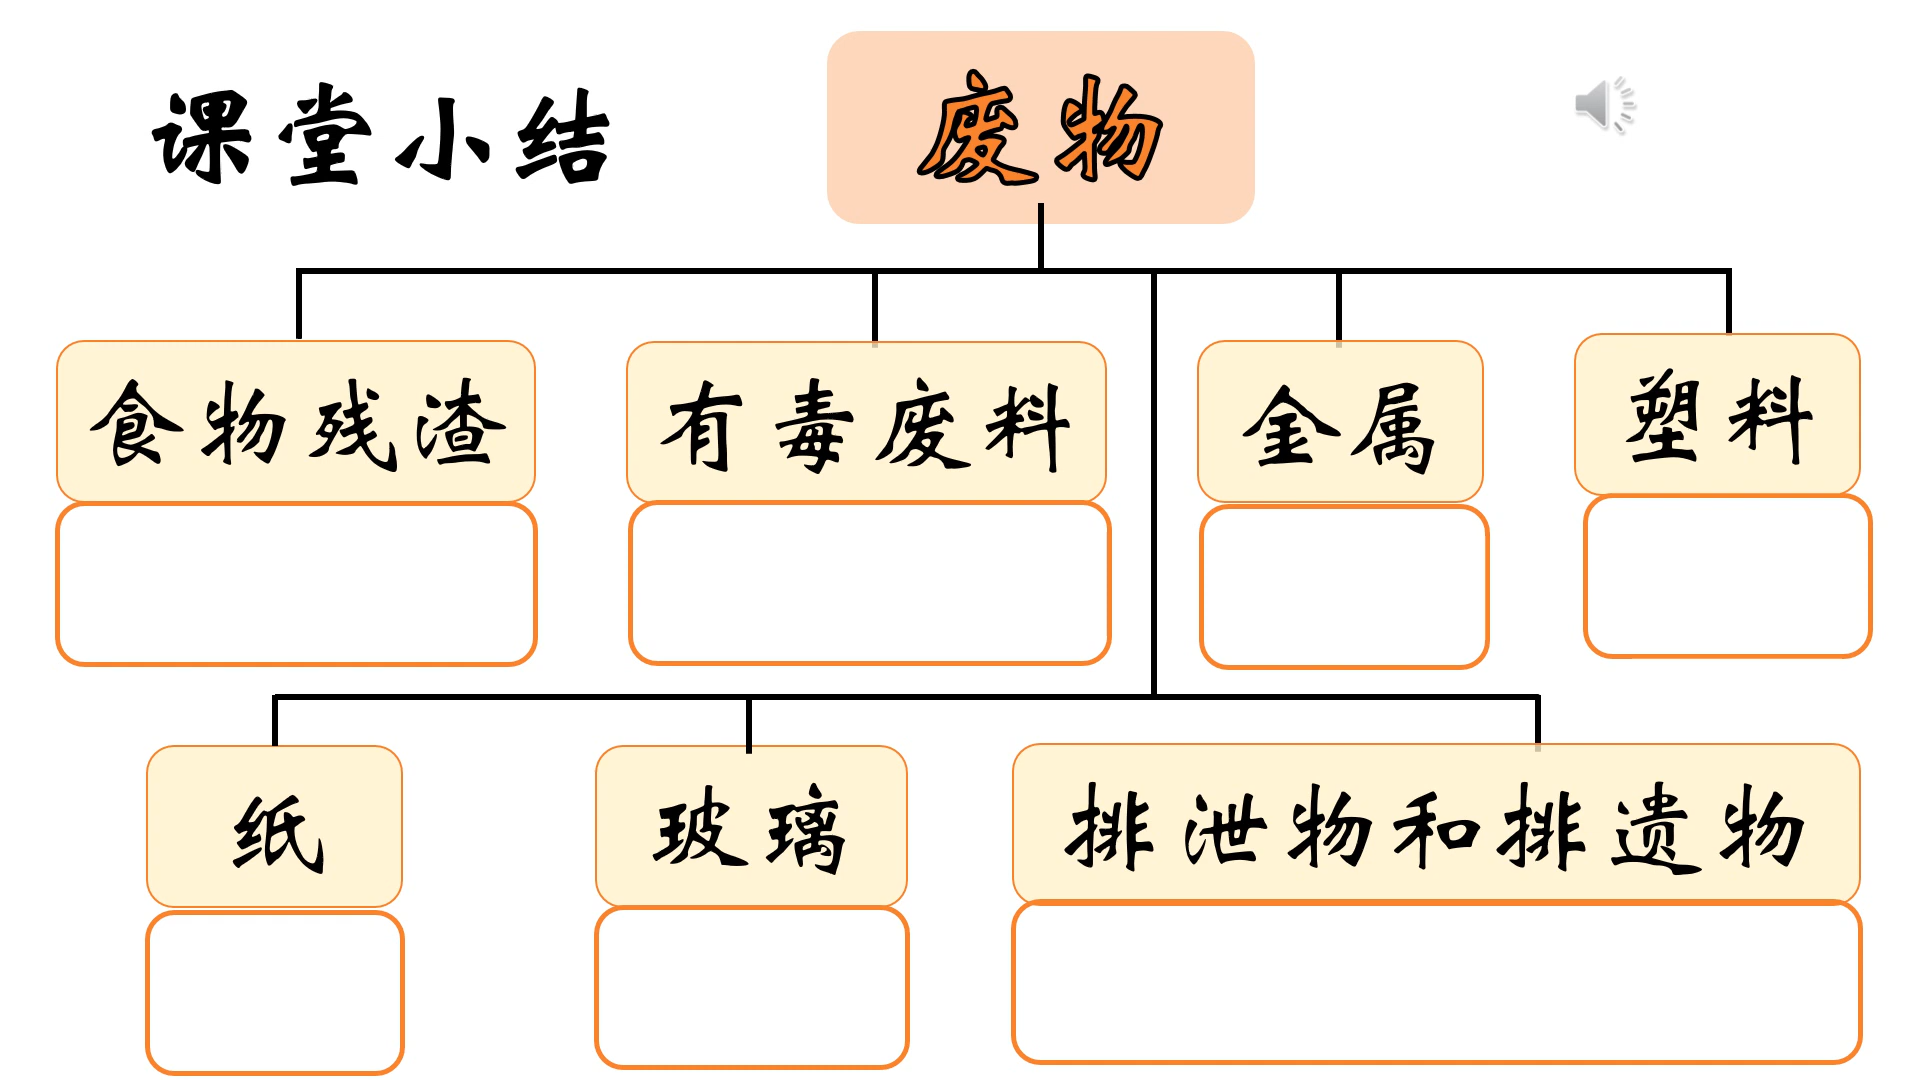 课堂小结
废物
食物残渣
有毒废料
金属
塑料
纸
玻璃
排泄物和排遗物